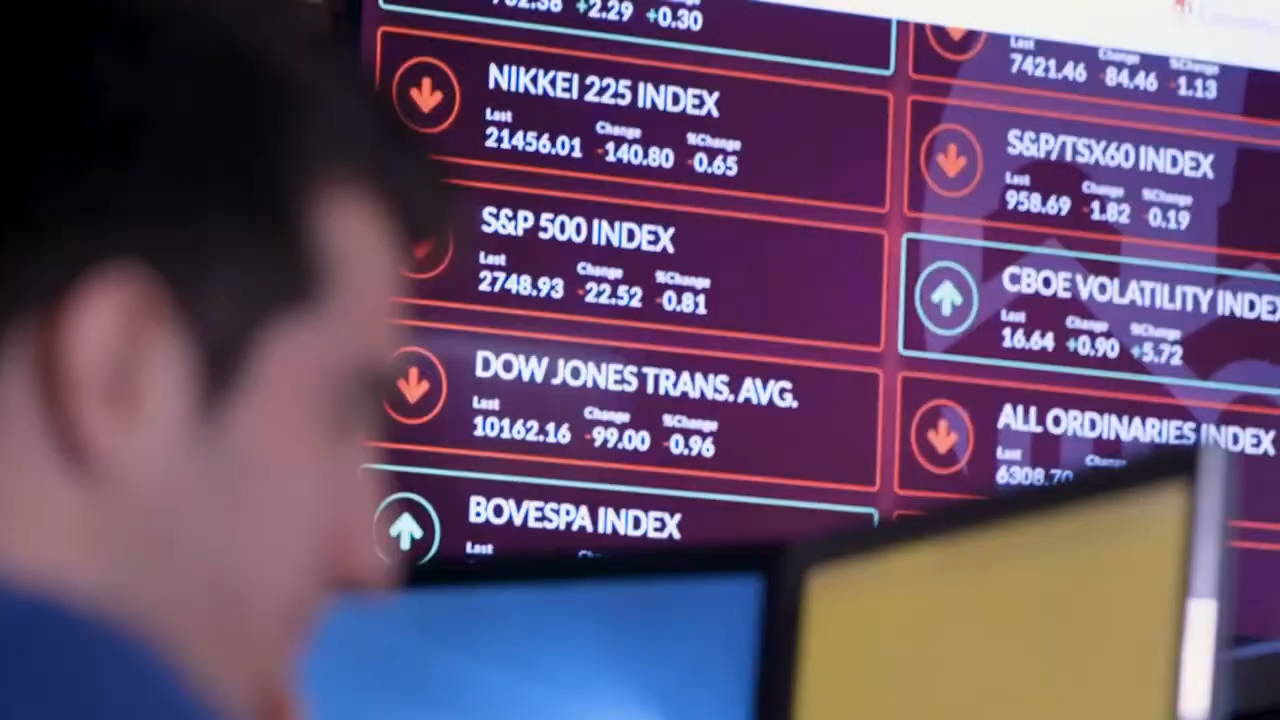 +2.29 +0.30
NIKKEI 225 INDEX
Last Change %Change
21456.01 -140.80 -0.65
S&P 500 INDEX
Last Change %Change
2748.93 -22.52 -0.81
DOW JONES TRANS. AVG.
Last Change %Change
10162.16 -99.00 -0.96
BOVESPA INDEX
Last
Last Change %Change
7421.46 -84.46 -1.13
S&P/TSX60 INDEX
Last Change %Change
958.69 -1.82 -0.19
CBOE VOLATILITY INDEX
Last Change %Change
16.64 +0.90 +5.72
ALL ORDINARIES INDEX
Last Change
6308.70